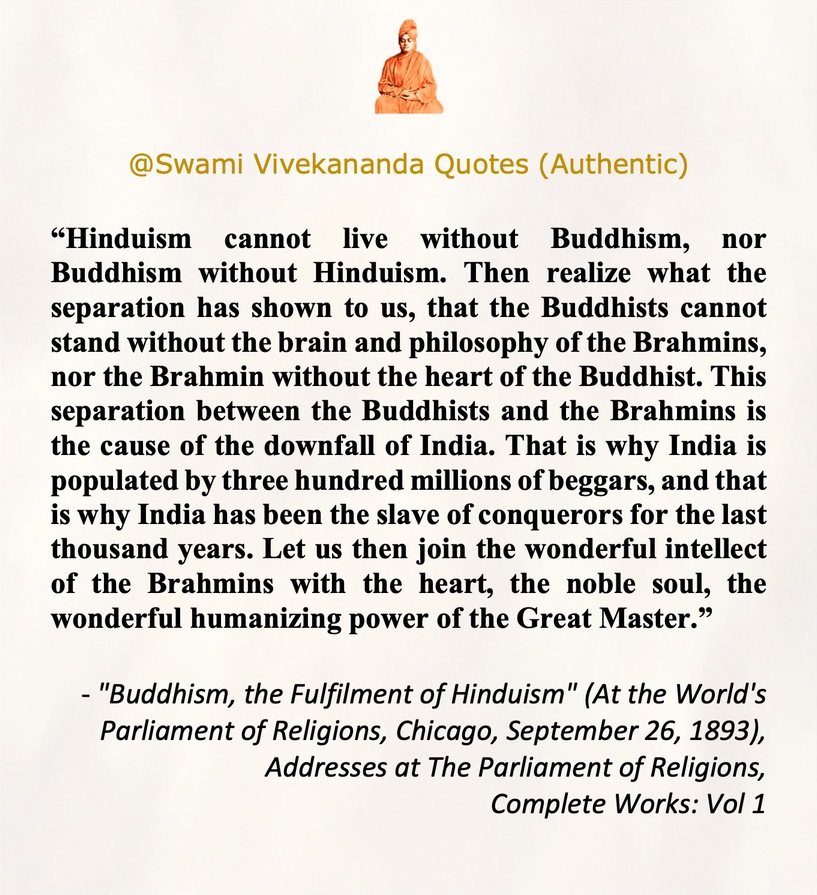 @Swami Vivekananda Quotes (Authentic)
“Hinduism cannot live without Buddhism, nor
Buddhism without Hinduism. Then realize what the
separation has shown to us, that the Buddhists cannot
stand without the brain and philosophy of the Brahmins,
nor the Brahmin without the heart of the Buddhist. This
separation between the Buddhists and the Brahmins is
the cause of the downfall of India. That is why India is
populated by three hundred millions of beggars, and that
is why India has been the slave of conquerors for the last
thousand years. Let us then join the wonderful intellect
of the Brahmins with the heart, the noble soul, the
wonderful humanizing power of the Great Master.”
- "Buddhism, the Fulfilment of Hinduism" (At the World's
Parliament of Religions, Chicago, September 26, 1893),
Addresses at The Parliament of Religions,
Complete Works: Vol 1